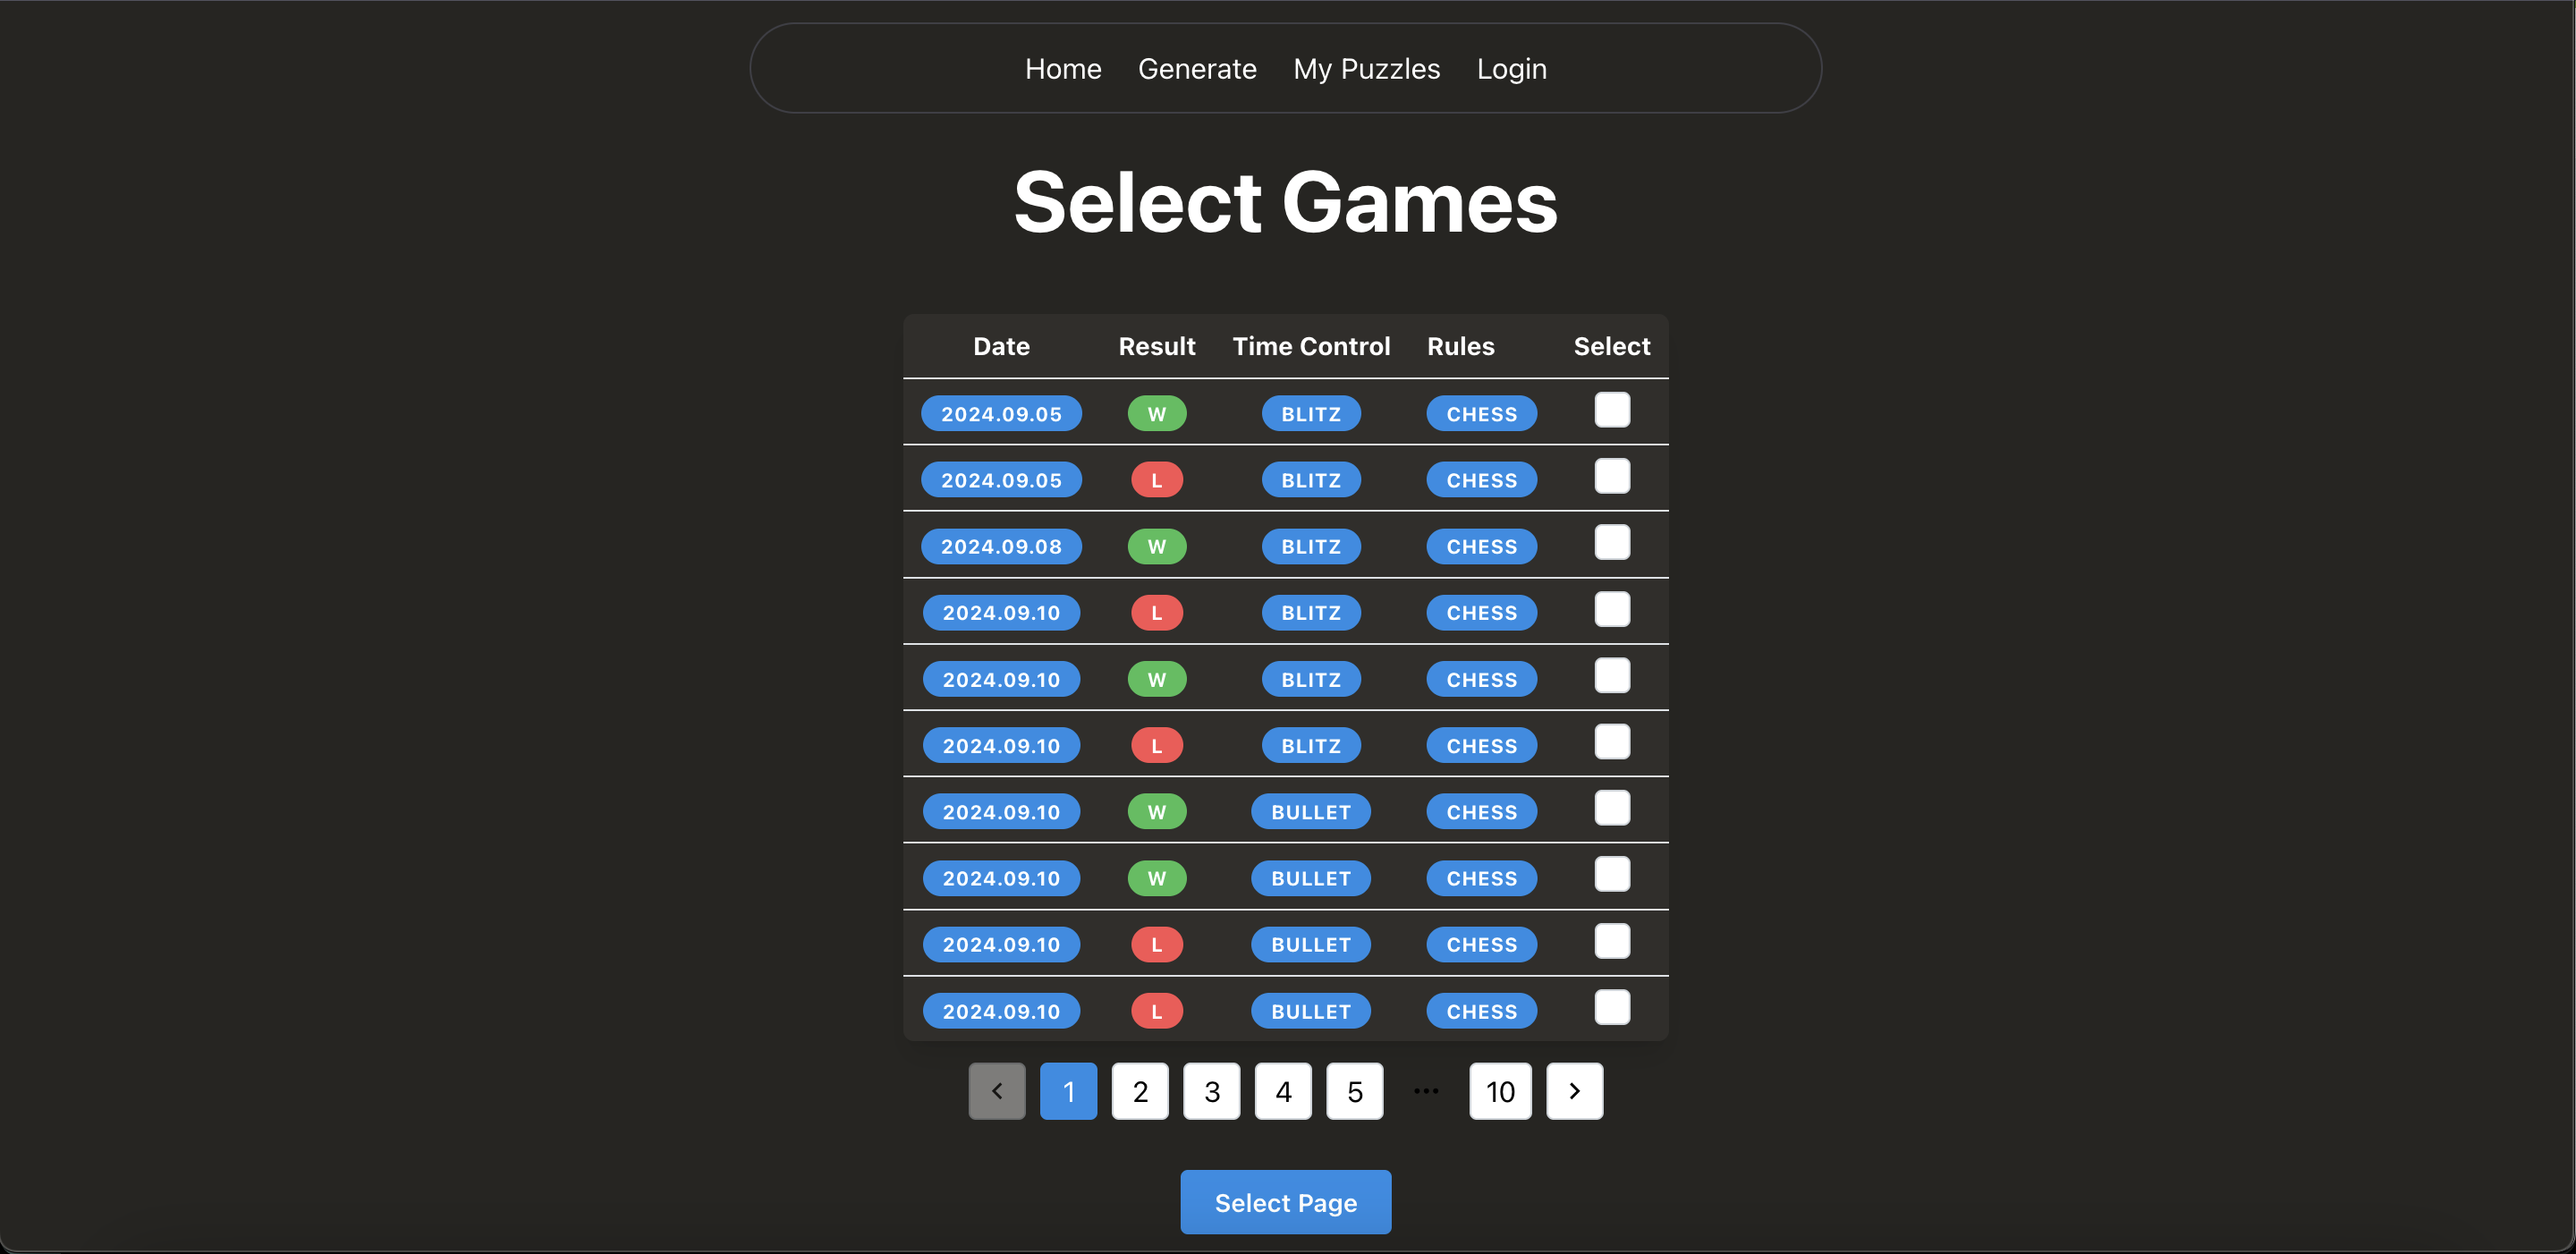 Home Generate My Puzzles Login
Select Games
Date Result Time Control Rules Select
2024.09.05 W BLITZ CHESS
2024.09.05 L BLITZ CHESS
2024.09.08 W BLITZ CHESS
2024.09.10 L BLITZ CHESS
2024.09.10 W BLITZ CHESS
2024.09.10 L BLITZ CHESS
2024.09.10 W BULLET CHESS
2024.09.10 W BULLET CHESS
2024.09.10 L BULLET CHESS
2024.09.10 L BULLET CHESS
1 2 3 4 5 ... 10
Select Page